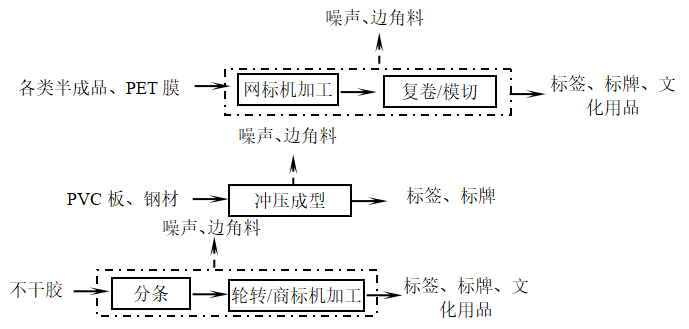 噪声、边角料
各类半成品、PET 膜
网标机加工
复卷/模切
标签、标牌、文
化用品
噪声、边角料
PVC 板、钢材
冲压成型
标签、标牌
噪声、边角料
不干胶
分条
轮转/商标机加工
标签、标牌、文
化用品